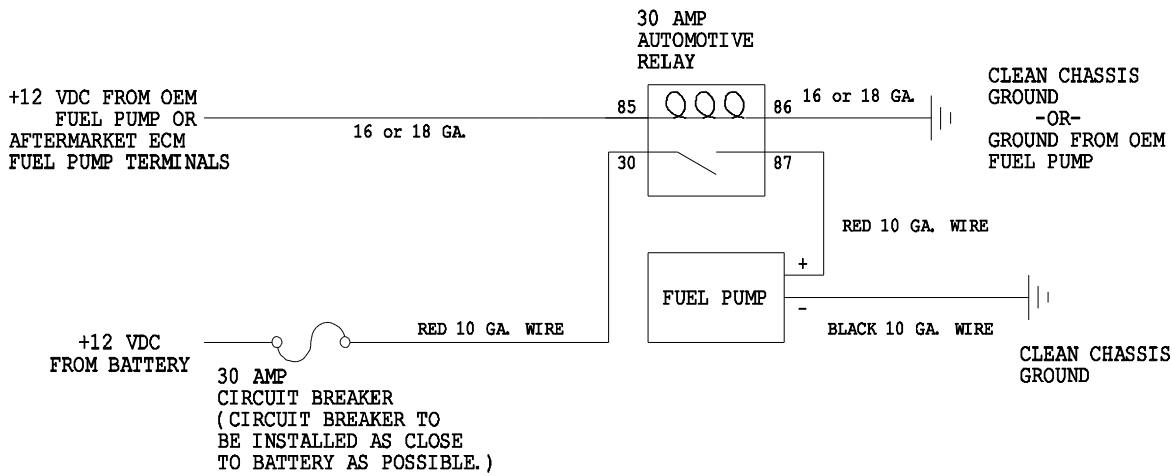 30 AMP
AUTOMOTIVE
RELAY
+12 VDC FROM OEM
FUEL PUMP OR
AFTERMARKET ECM
FUEL PUMP TERMINALS
16 or 18 GA.
85
86
30
87
16 or 18 GA.
CLEAN CHASSIS
GROUND
-OR-
GROUND FROM OEM
FUEL PUMP
RED 10 GA. WIRE
FUEL PUMP
+
-
BLACK 10 GA. WIRE
CLEAN CHASSIS
GROUND
+12 VDC
FROM BATTERY
RED 10 GA. WIRE
30 AMP
CIRCUIT BREAKER
(CIRCUIT BREAKER TO
BE INSTALLED AS CLOSE
TO BATTERY AS POSSIBLE.)